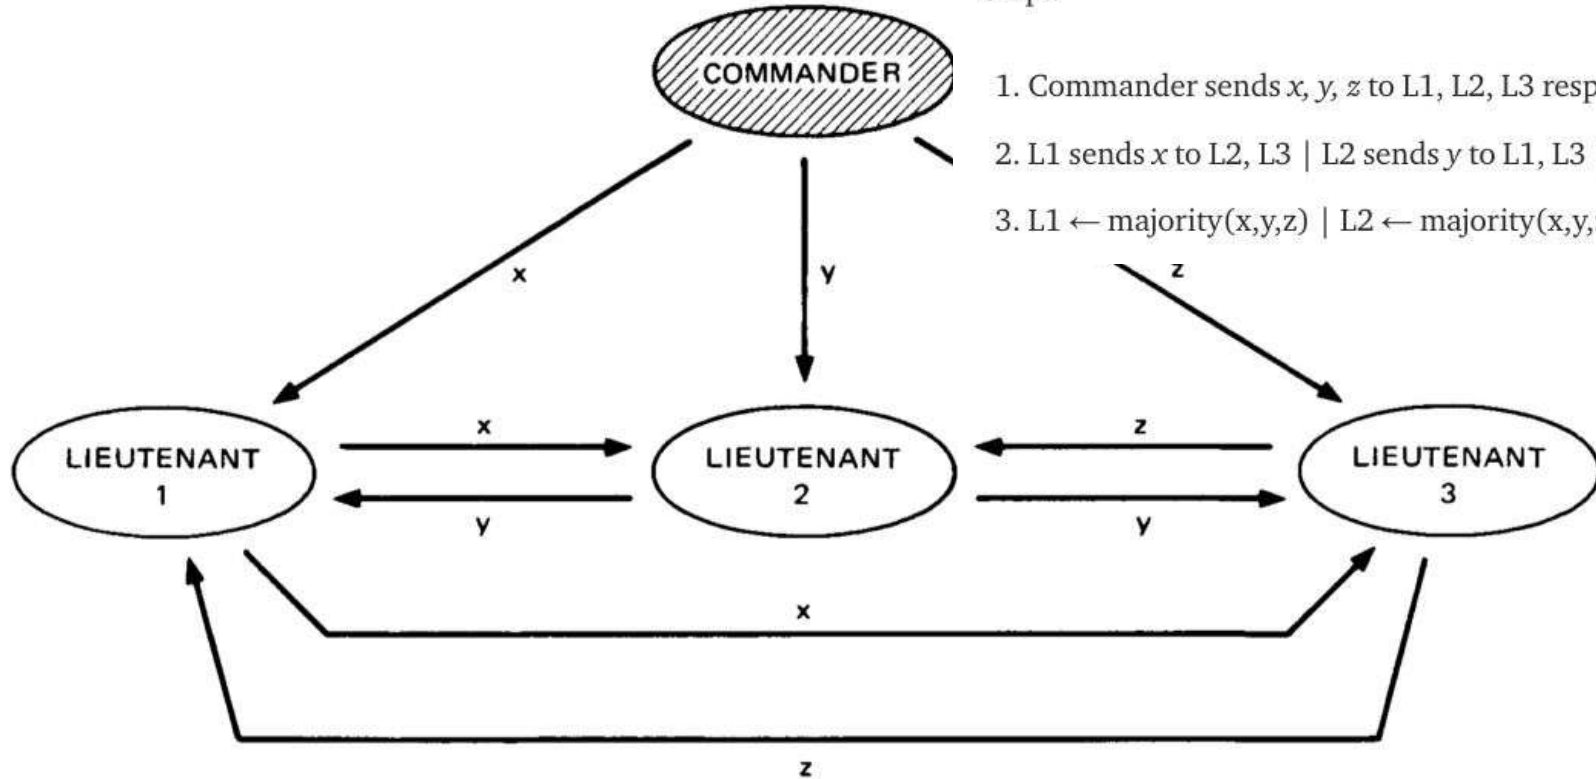 COMMANDER
1. Commander sends x, y, z to L1, L2, L3
2. L1 sends x to L2, L3 | L2 sends y to L1, L3
3. L1 ← majority(x,y,z) | L2 ← majority(x,y,
x
y
z
LIEUTENANT
1
x
y
LIEUTENANT
2
z
y
LIEUTENANT
3
x
z